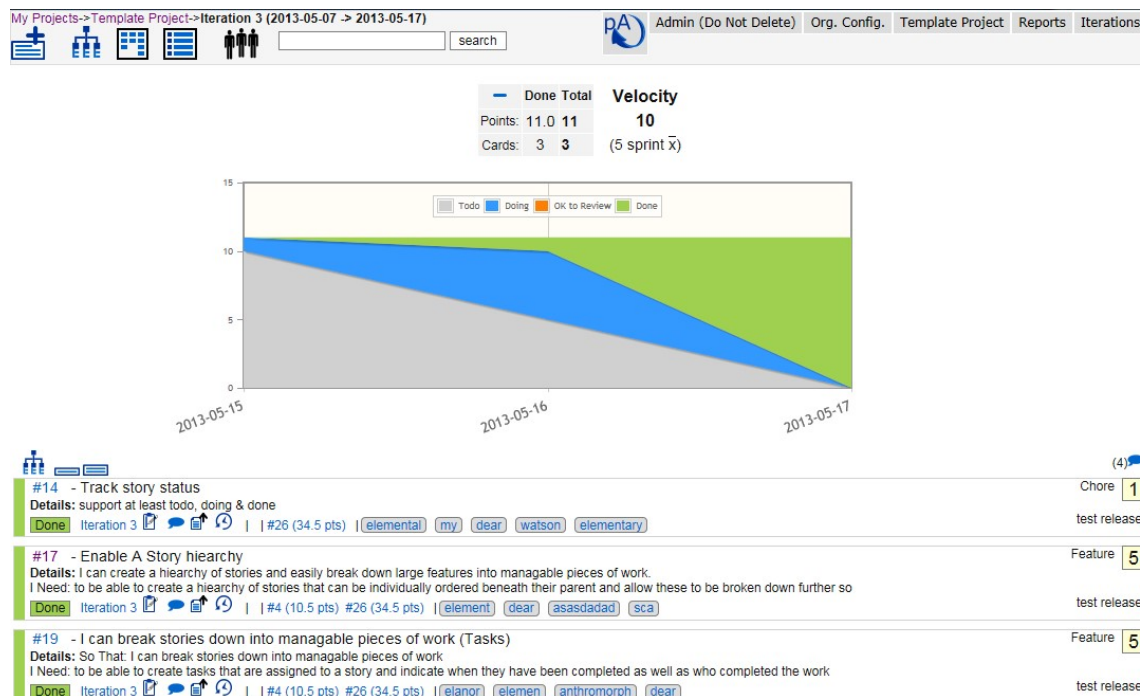 My Projects->Template Project->Iteration 3 (2013-05-07 -> 2013-05-17)
search
pA
Admin (Do Not Delete) Org. Config. Template Project Reports Iterations
Done Total Velocity
Points: 11.0 11 10
Cards: 3 3 (5 sprint x̅)
15
Todo Doing OK to Review Done
10
5
0
2013-05-15 2013-05-16 2013-05-17
(4)
#14 - Track story status Chore 1
Details: support at least todo, doing & done
Done Iteration 3 | | #26 (34.5 pts) | elemental my dear watson elementary test release
#17 - Enable A Story hiearchy Feature 5
Details: I can create a hiearchy of stories and easily break down large features into managable pieces of work.
I Need: to be able to create a hiearchy of stories that can be individually ordered beneath their parent and allow these to be broken down further so
Done Iteration 3 | | #4 (10.5 pts) #26 (34.5 pts) | element dear asasdadad sca test release
#19 - I can break stories down into managable pieces of work (Tasks) Feature 5
Details: So That: I can break stories down into managable pieces of work
I Need: to be able to create tasks that are assigned to a story and indicate when they have been completed as well as who completed the work
Done Iteration 3 | | #4 (10.5 pts) #26 (34.5 pts) | elanor elemen anthromorph dear test release